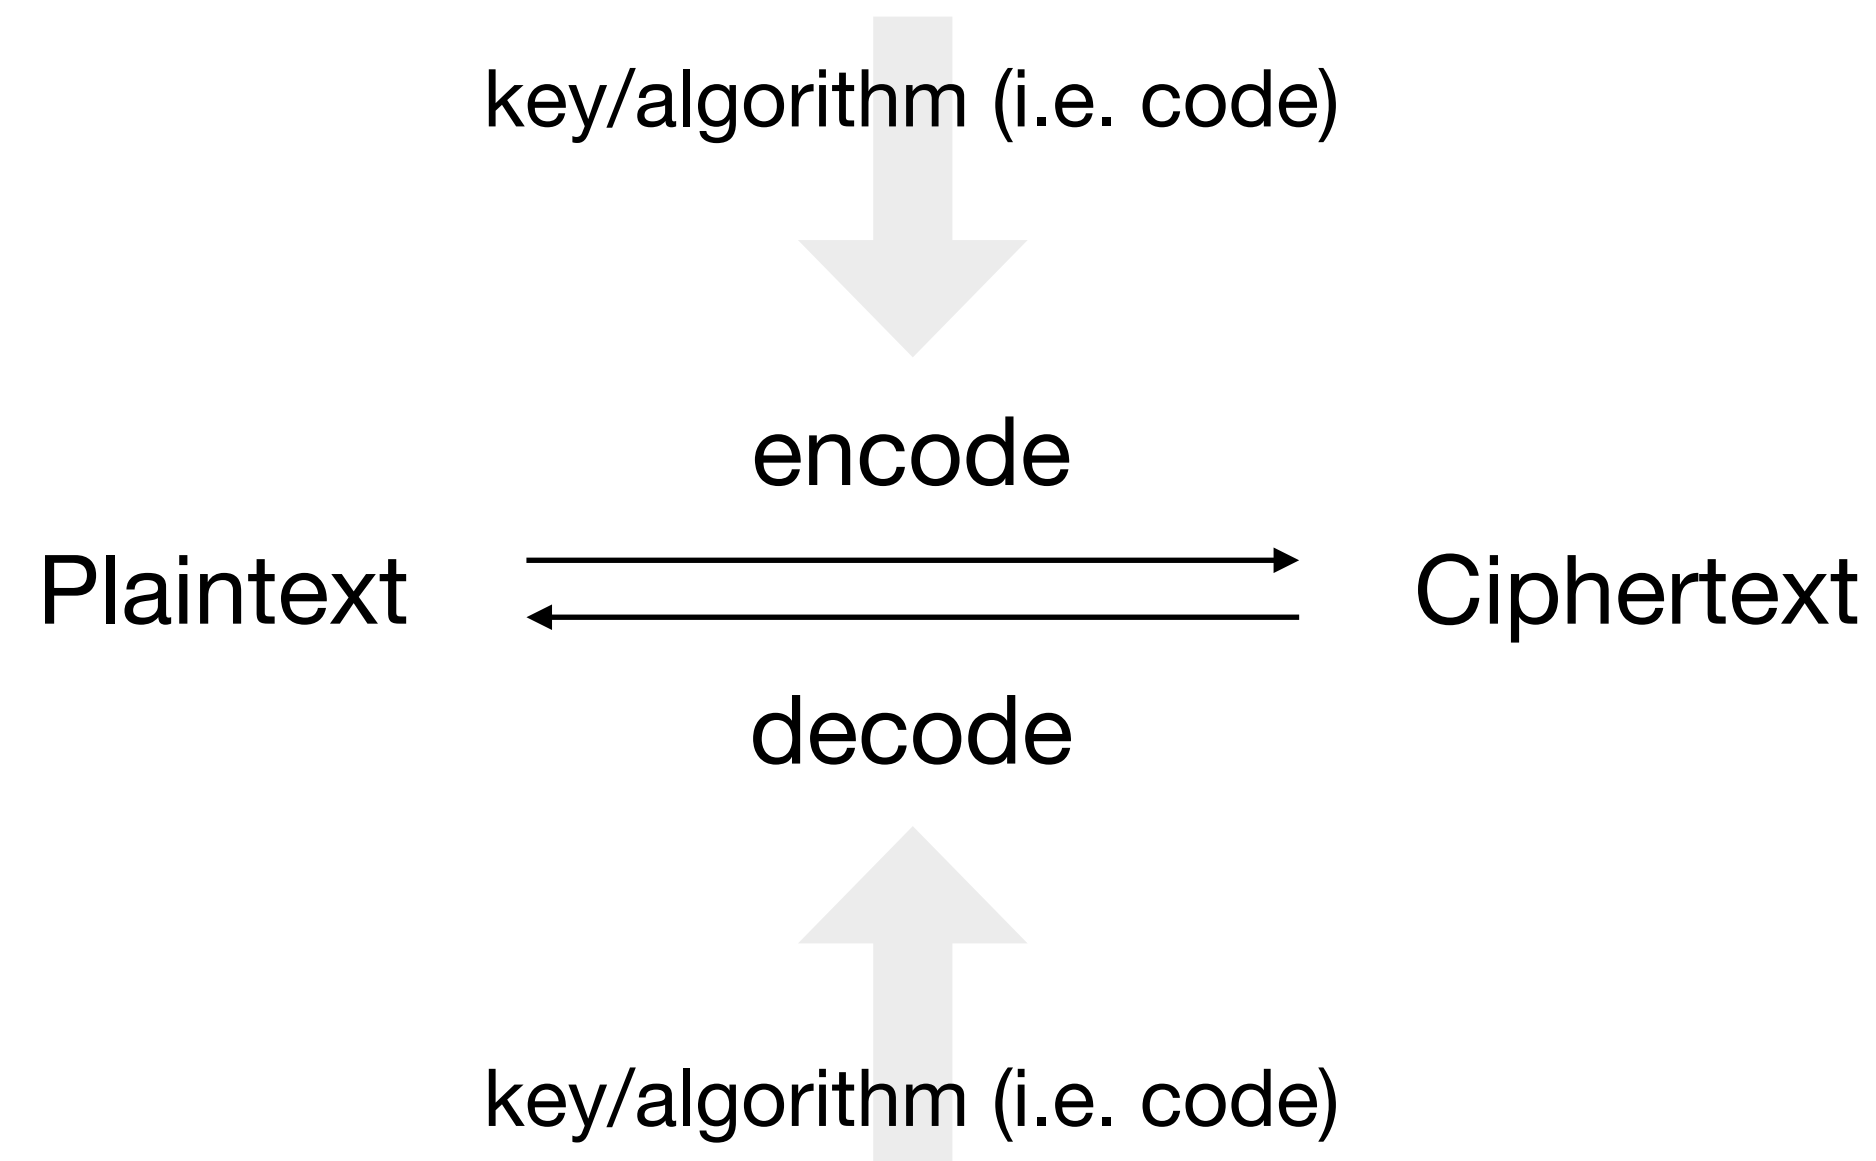 key/algorithm (i.e. code)
encode
Plaintext
Ciphertext
decode
key/algorithm (i.e. code)